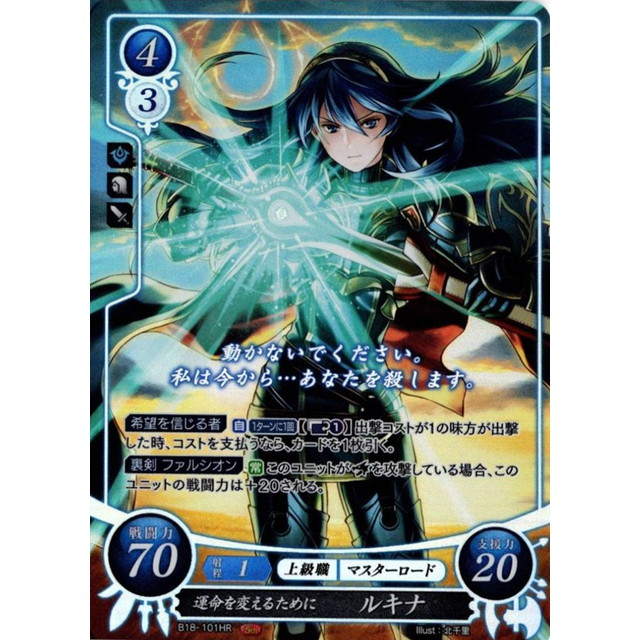 4
3
動かないでください。
私は今から…あなたを殺します。
希望を信じる者 自 1ターンに1回【❶】出撃コストが1の味方が出撃
した時、コストを支払うなら、カードを1枚引く。
裏剣 ファルシオン 常 このユニットが を攻撃している場合、この
ユニットの戦闘力は+20される。
戦闘力
70
射程 1
上級職
マスターロード
支援力
20
運命を変えるために ルキナ
B18-101HR
Illust:北千里